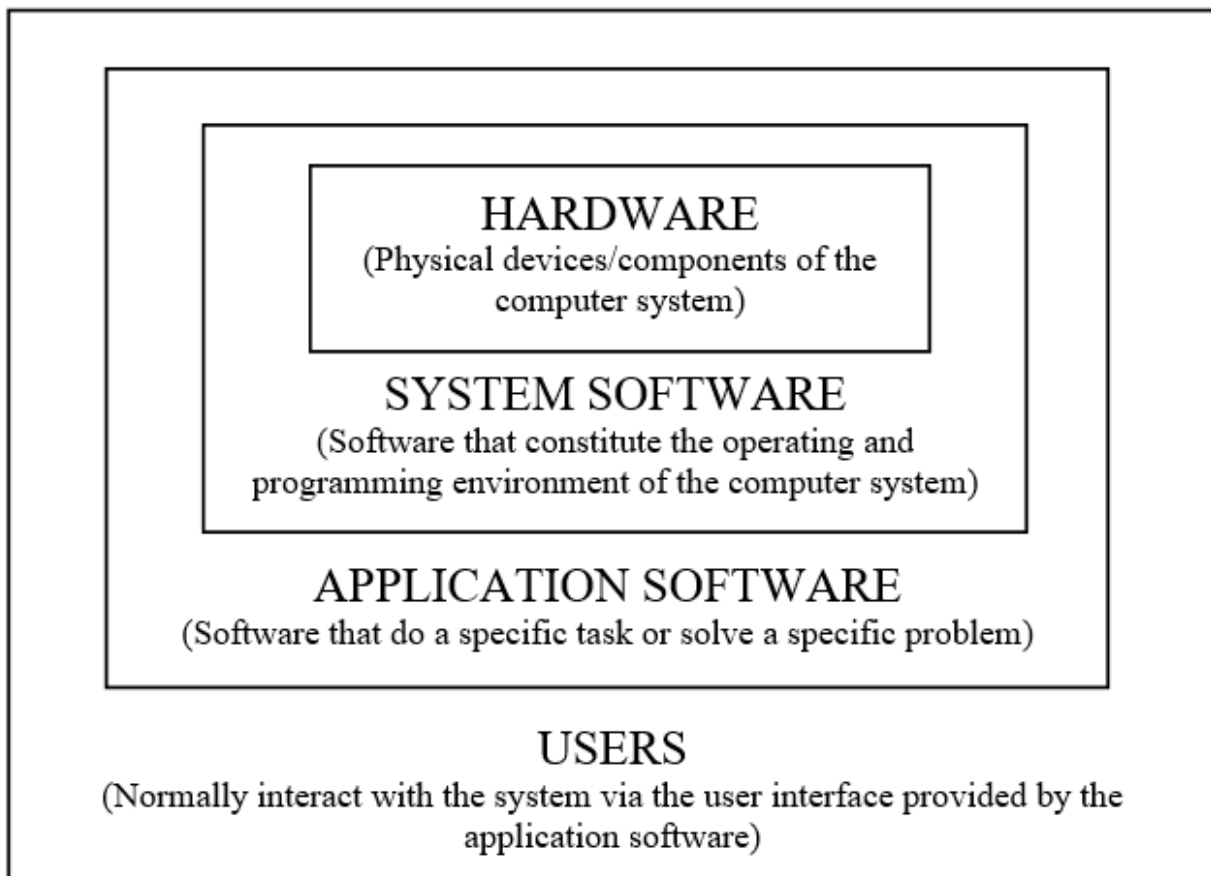 HARDWARE
(Physical devices/components of the
computer system)
SYSTEM SOFTWARE
(Software that constitute the operating and
programming environment of the computer system)
APPLICATION SOFTWARE
(Software that do a specific task or solve a specific problem)
USERS
(Normally interact with the system via the user interface provided by the
application software)